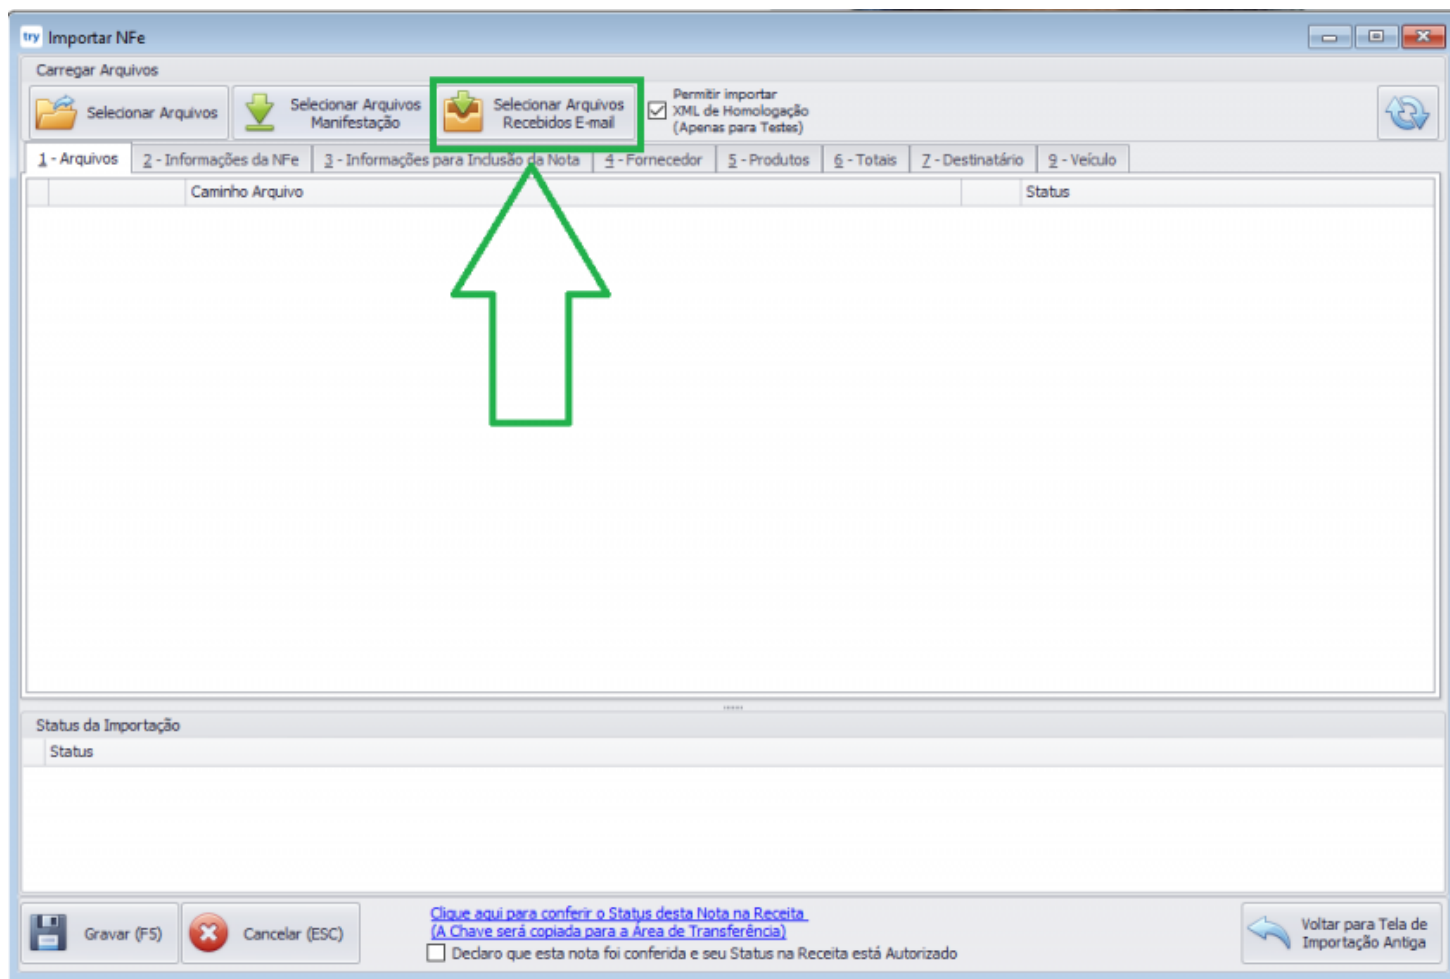 try Importar NFe
Carregar Arquivos
Selecionar Arquivos
Selecionar Arquivos
Manifestação
Selecionar Arquivos
Recebidos E-mail
Permitir importar
XML de Homologação
(Apenas para Testes)
1 - Arquivos
2 - Informações da NFe
3 - Informações para Inclusão da Nota
4 - Fornecedor
5 - Produtos
6 - Totais
7 - Destinatário
9 - Veículo
Caminho Arquivo
Status
Status da Importação
Status
Gravar (F5)
Cancelar (ESC)
Clique aqui para conferir o Status desta Nota na Receita
(A Chave será copiada para a Área de Transferência)
Declaro que esta nota foi conferida e seu Status na Receita está Autorizado
Voltar para Tela de
Importação Antiga